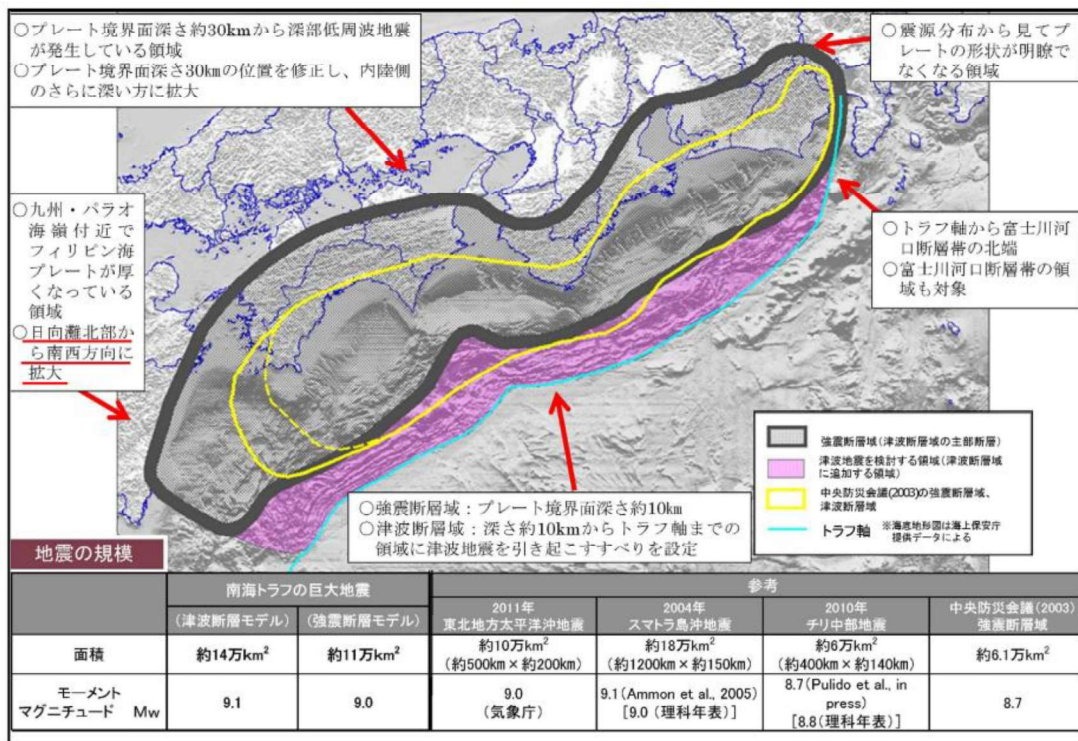 ○プレート境界面深さ約30kmから深部低周波地震
が発生している領域
○プレート境界面深さ30kmの位置を修正し、内陸側
のさらに深い方に拡大
○震源分布から見てプ
レートの形状が明瞭で
なくなる領域
○九州・パラオ
海嶺付近で
フィリピン海
プレートが厚
くなっている
領域
○日向灘北部か
ら南西方向に
拡大
○トラフ軸から富士川河
口断層帯の北端
○富士川河口断層帯の領
域も対象
○強震断層域：プレート境界面深さ約10km
○津波断層域：深さ約10kmからトラフ軸までの
領域に津波地震を引き起こすすべりを設定
強震断層域(津波断層域の主部断層)
津波地震を検討する領域(津波断層域
に追加する領域)
中央防災会議(2003)の強震断層域、
津波断層域
トラフ軸 ※海底地形図は海上保安庁
提供データによる
地震の規模
南海トラフの巨大地震 参考
(津波断層モデル) (強震断層モデル) 2011年 2004年 2010年 中央防災会議(2003)
東北地方太平洋沖地震 スマトラ島沖地震 チリ中部地震 強震断層域
面積 約14万km² 約11万km² 約10万km² 約18万km² 約6万km² 約6.1万km²
(約500km×約200km) (約1200km×約150km) (約400km×約140km)
モーメント
マグニチュード Mw 9.1 9.0 9.0 9.1(Ammon et al., 2005) 8.7(Pulido et al., in 8.7
(気象庁) [9.0 (理科年表)] press)
[8.8(理科年表)]